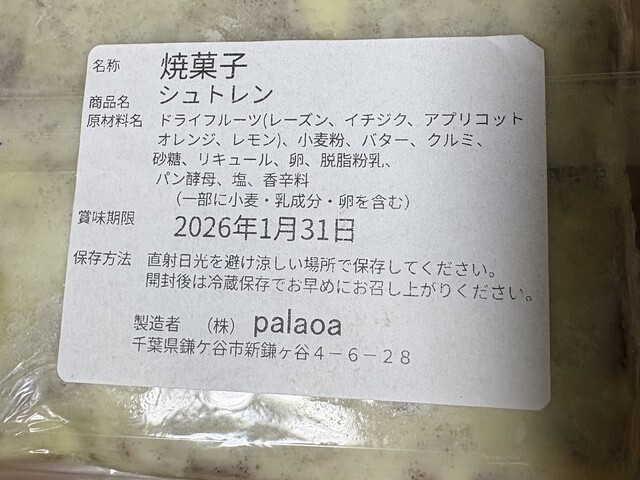 名称 焼菓子
商品名 シュトレン
原材料名 ドライフルーツ(レーズン、イチジク、アプリコット
オレンジ、レモン)、小麦粉、バター、クルミ、
砂糖、リキュール、卵、脱脂粉乳、
パン酵母、塩、香辛料
(一部に小麦・乳成分・卵を含む)
賞味期限 2026年1月31日
保存方法 直射日光を避け涼しい場所で保存してください。
開封後は冷蔵保存でお早めにお召し上がりください。
製造者 (株) palaoa
千葉県鎌ケ谷市新鎌ヶ谷4-6-28